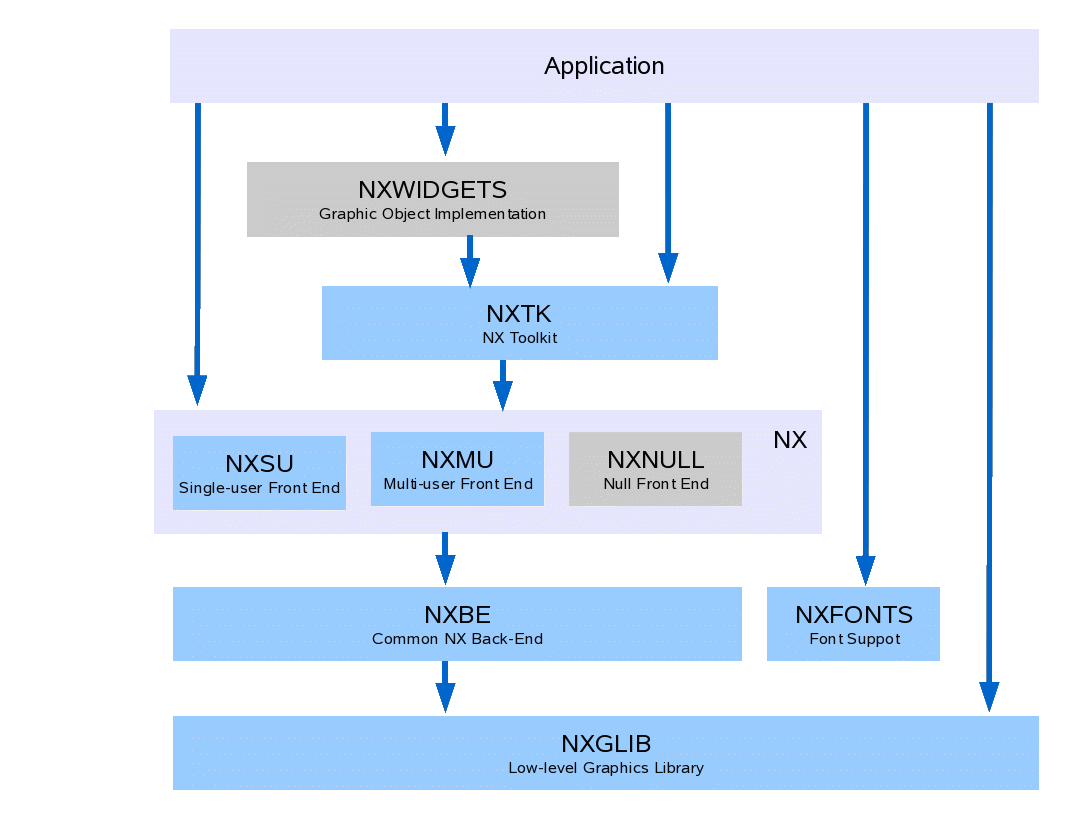 Application
NXWIDGETS
Graphic Object Implementation
NXTK
NX Toolkit
NX
NXSU
Single-user Front End
NXMU
Multi-user Front End
NXNULL
Null Front End
NXBE
Common NX Back-End
NXFONTS
Font Suppot
NXGLIB
Low-level Graphics Library